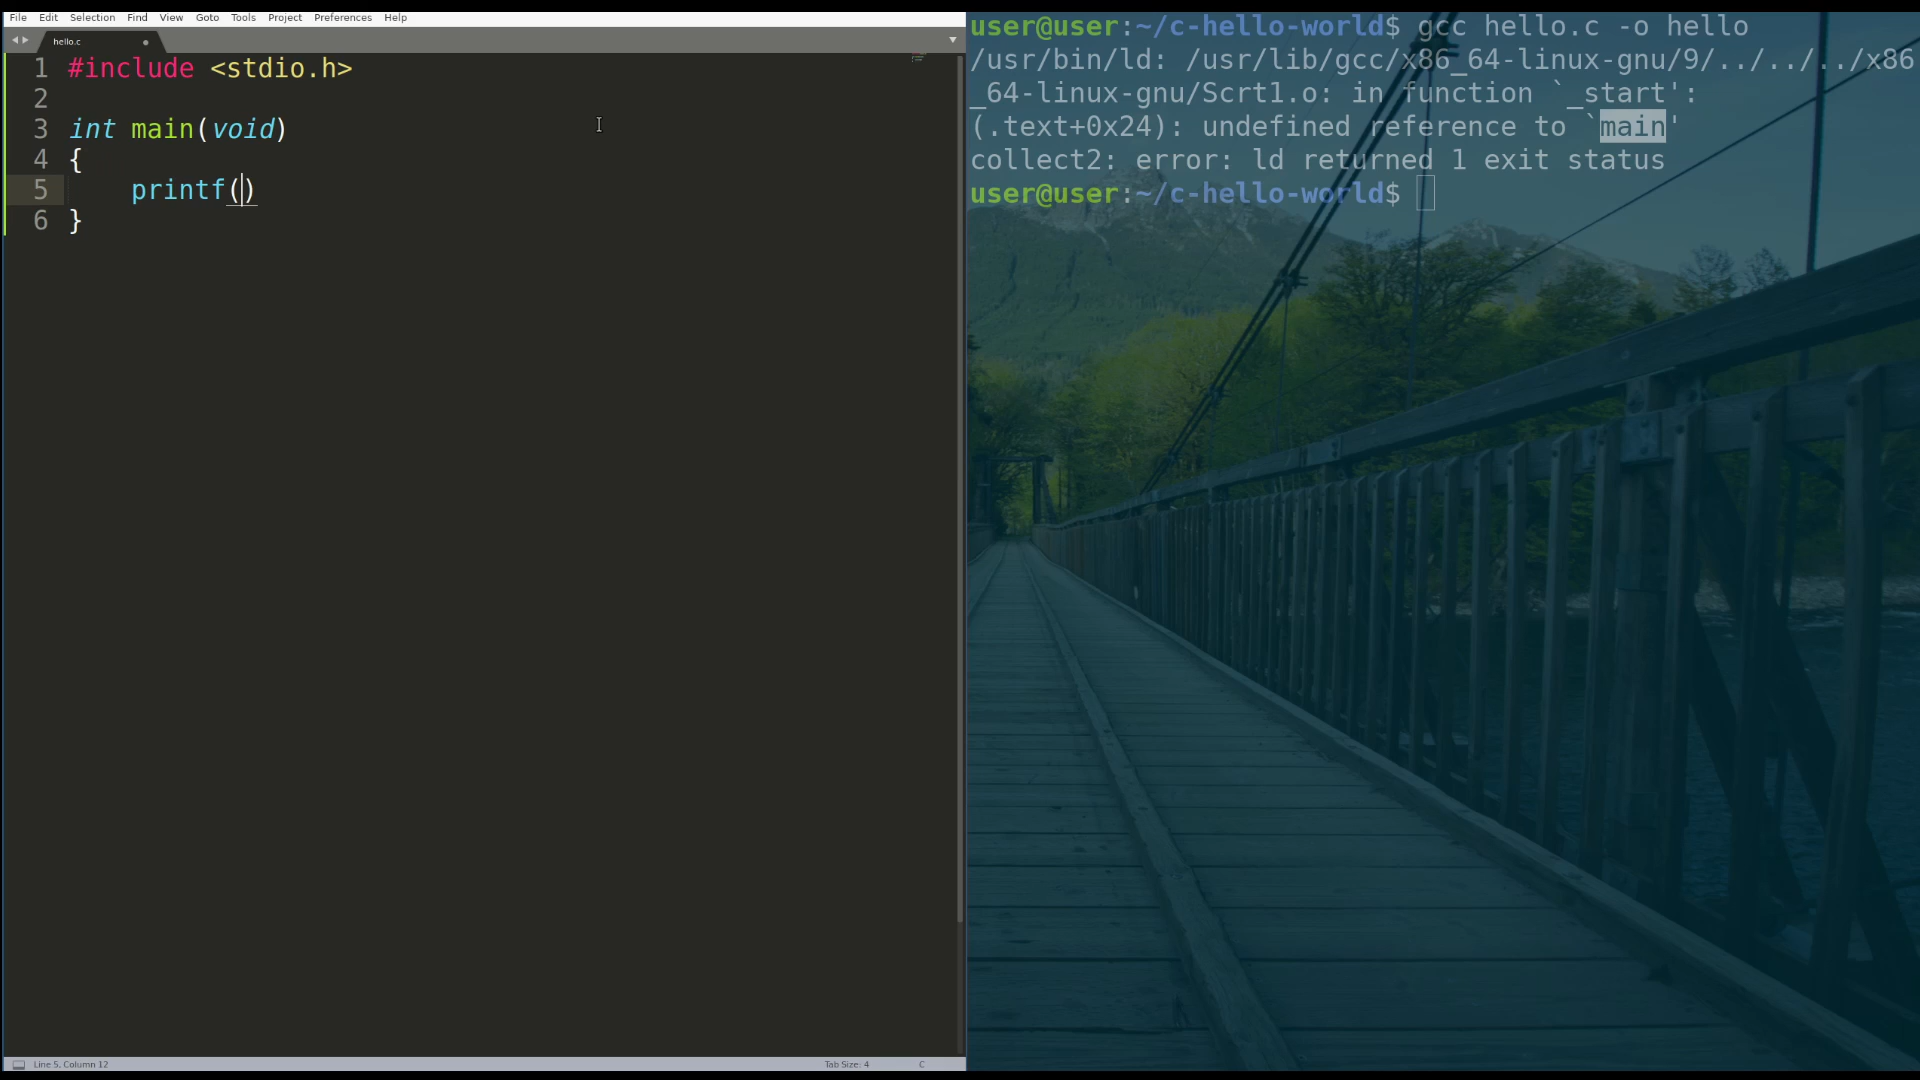 File Edit Selection Find View Goto Tools Project Preferences Help
hello.c
1 #include <stdio.h>
2
3 int main(void)
4 {
5     printf()
6 }
Line 5, Column 12 Tab Size: 4 C
user@user:~/c-hello-world$ gcc hello.c -o hello
/usr/bin/ld: /usr/lib/gcc/x86_64-linux-gnu/9/../../../x86
_64-linux-gnu/Scrt1.o: in function `_start':
(.text+0x24): undefined reference to `main'
collect2: error: ld returned 1 exit status
user@user:~/c-hello-world$